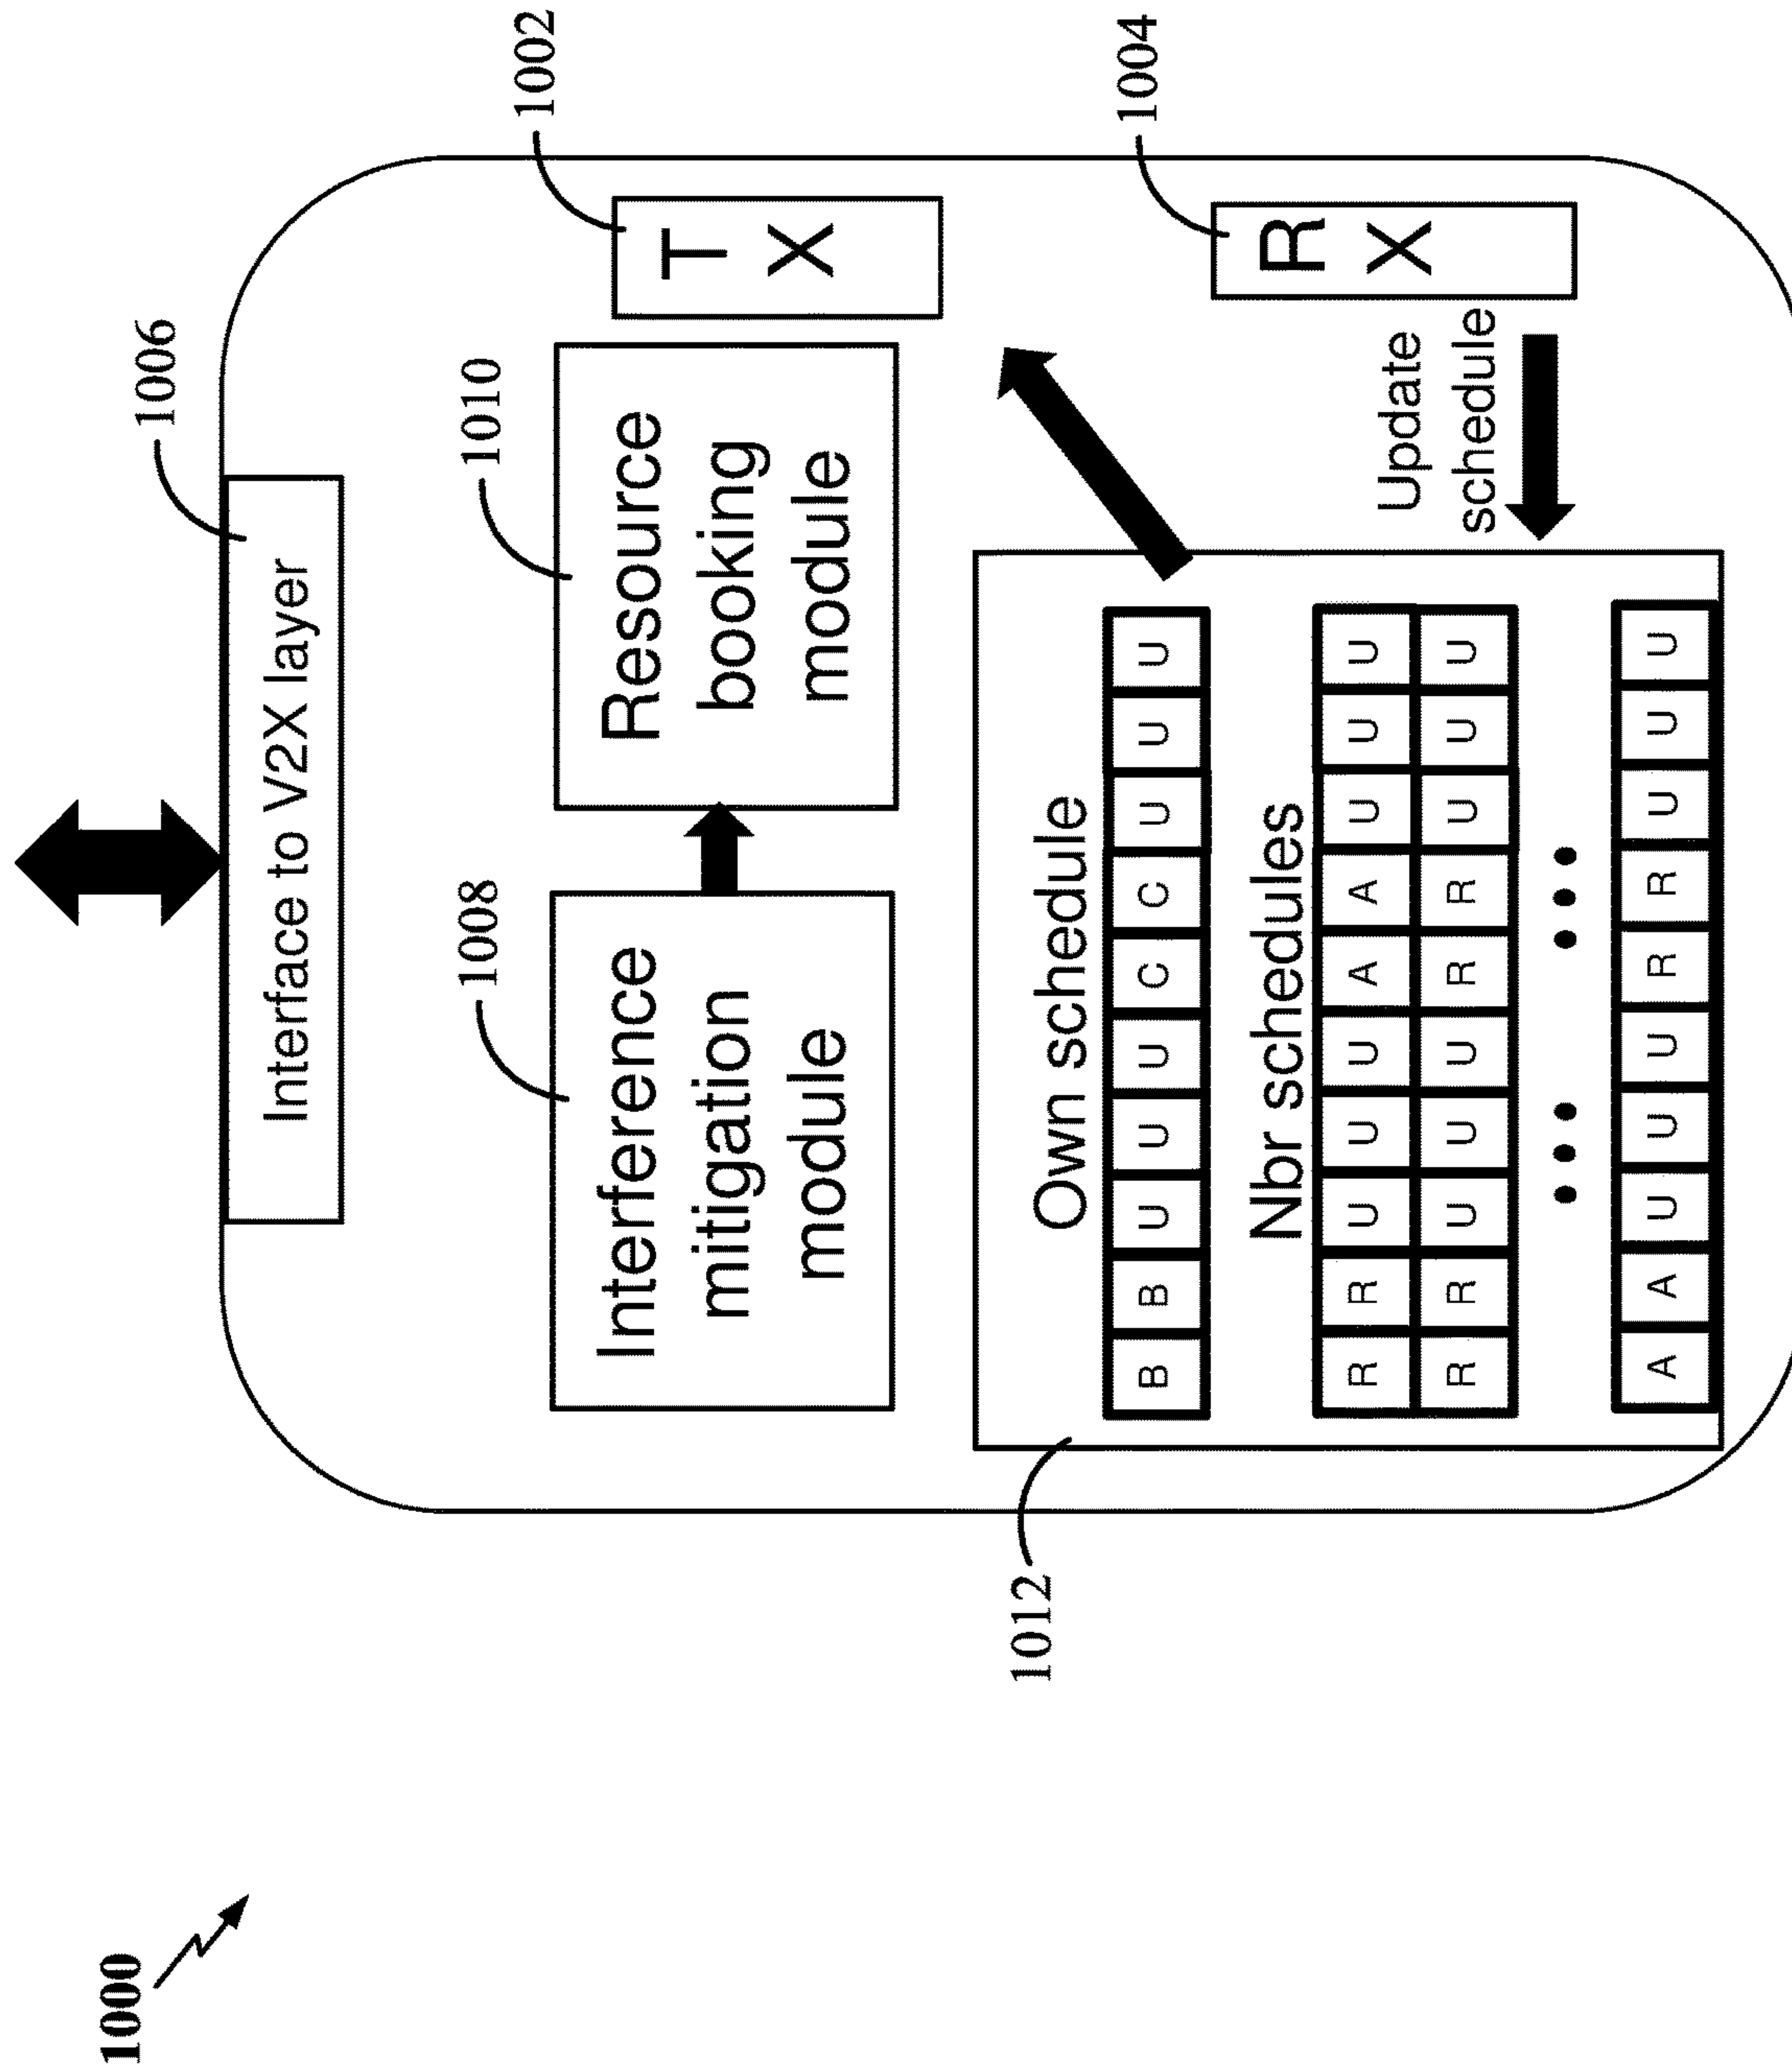 1000
1006
Interface to V2X layer
1008
1010
1002
Interference
mitigation
module
Resource
booking
module
T
X
1012
Own schedule
B B U U U C C U U U
Nbr schedules
R R U U U A A U U U
R R U U U R R U U U
A A U U U R R U U U
1004
R
X
Update
schedule